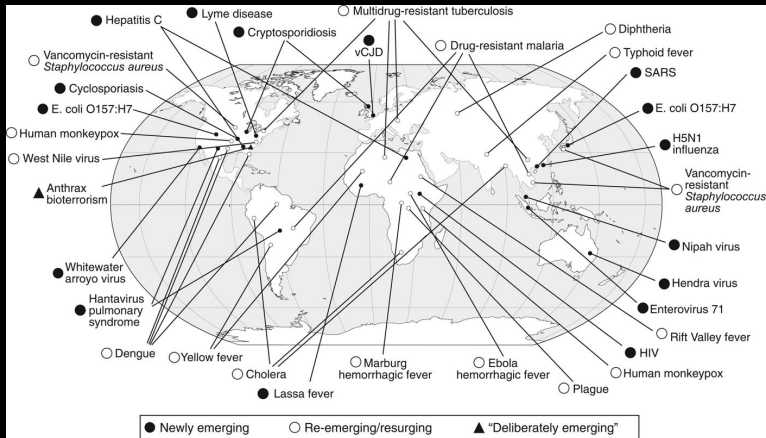 Hepatitis C
Lyme disease
Cryptosporidiosis
Multidrug-resistant tuberculosis
vCJD
Drug-resistant malaria
Diphtheria
Typhoid fever
SARS
Vancomycin-resistant
Staphylococcus aureus
Cyclosporiasis
E. coli O157:H7
Human monkeypox
West Nile virus
Anthrax
bioterrorism
E. coli O157:H7
H5N1
influenza
Vancomycin-
resistant
Staphylococcus
aureus
Nipah virus
Hendra virus
Enterovirus 71
Rift Valley fever
HIV
Human monkeypox
Plague
Whitewater
arroyo virus
Hantavirus
pulmonary
syndrome
Dengue
Yellow fever
Cholera
Lassa fever
Marburg
hemorrhagic fever
Ebola
hemorrhagic fever
Newly emerging
Re-emerging/resurging
“Deliberately emerging”